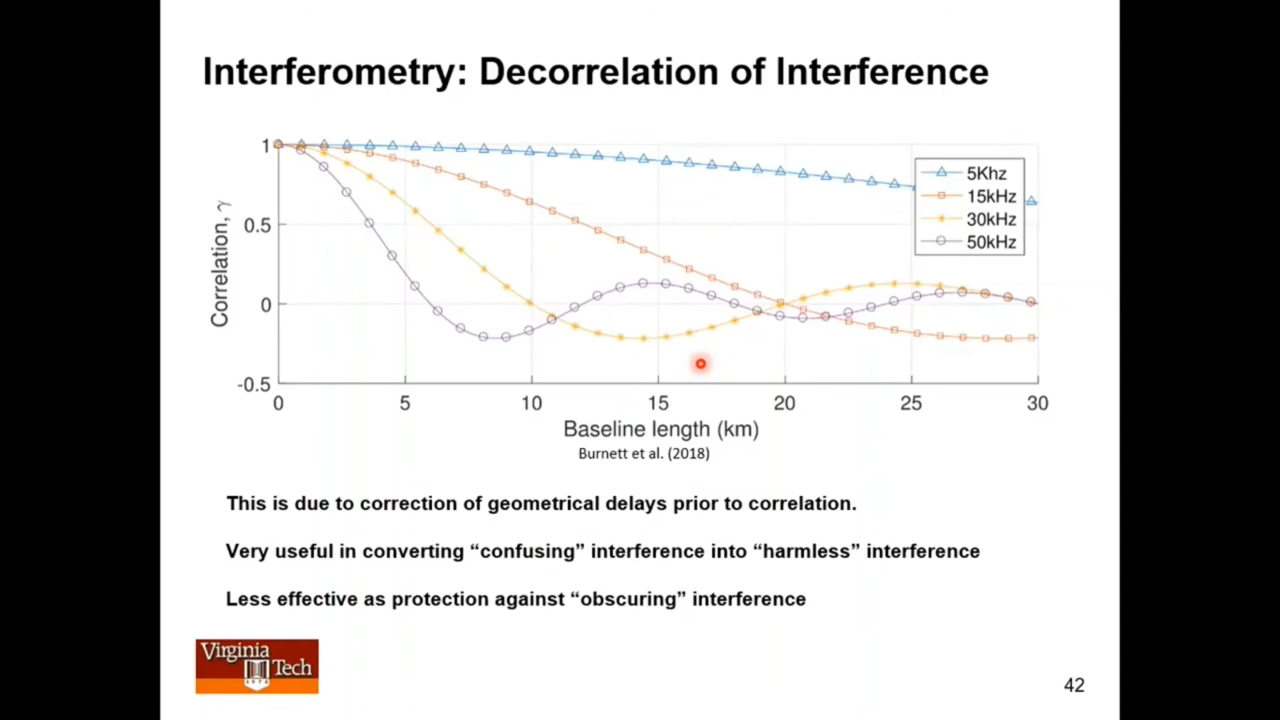 Interferometry: Decorrelation of Interference
1
0.5
0
-0.5
Correlation, γ
5Khz
15kHz
30kHz
50kHz
0 5 10 15 20 25 30
Baseline length (km)
Burnett et al. (2018)
This is due to correction of geometrical delays prior to correlation.
Very useful in converting “confusing” interference into “harmless” interference
Less effective as protection against “obscuring” interference
Virginia
Tech
42